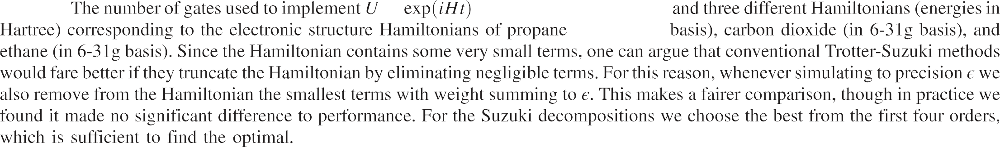 The number of gates used to implement U exp(iHt) and three different Hamiltonians (energies in
Hartree) corresponding to the electronic structure Hamiltonians of propane basis), carbon dioxide (in 6-31g basis), and
ethane (in 6-31g basis). Since the Hamiltonian contains some very small terms, one can argue that conventional Trotter-Suzuki methods
would fare better if they truncate the Hamiltonian by eliminating negligible terms. For this reason, whenever simulating to precision ϵ we
also remove from the Hamiltonian the smallest terms with weight summing to ϵ. This makes a fairer comparison, though in practice we
found it made no significant difference to performance. For the Suzuki decompositions we choose the best from the first four orders,
which is sufficient to find the optimal.